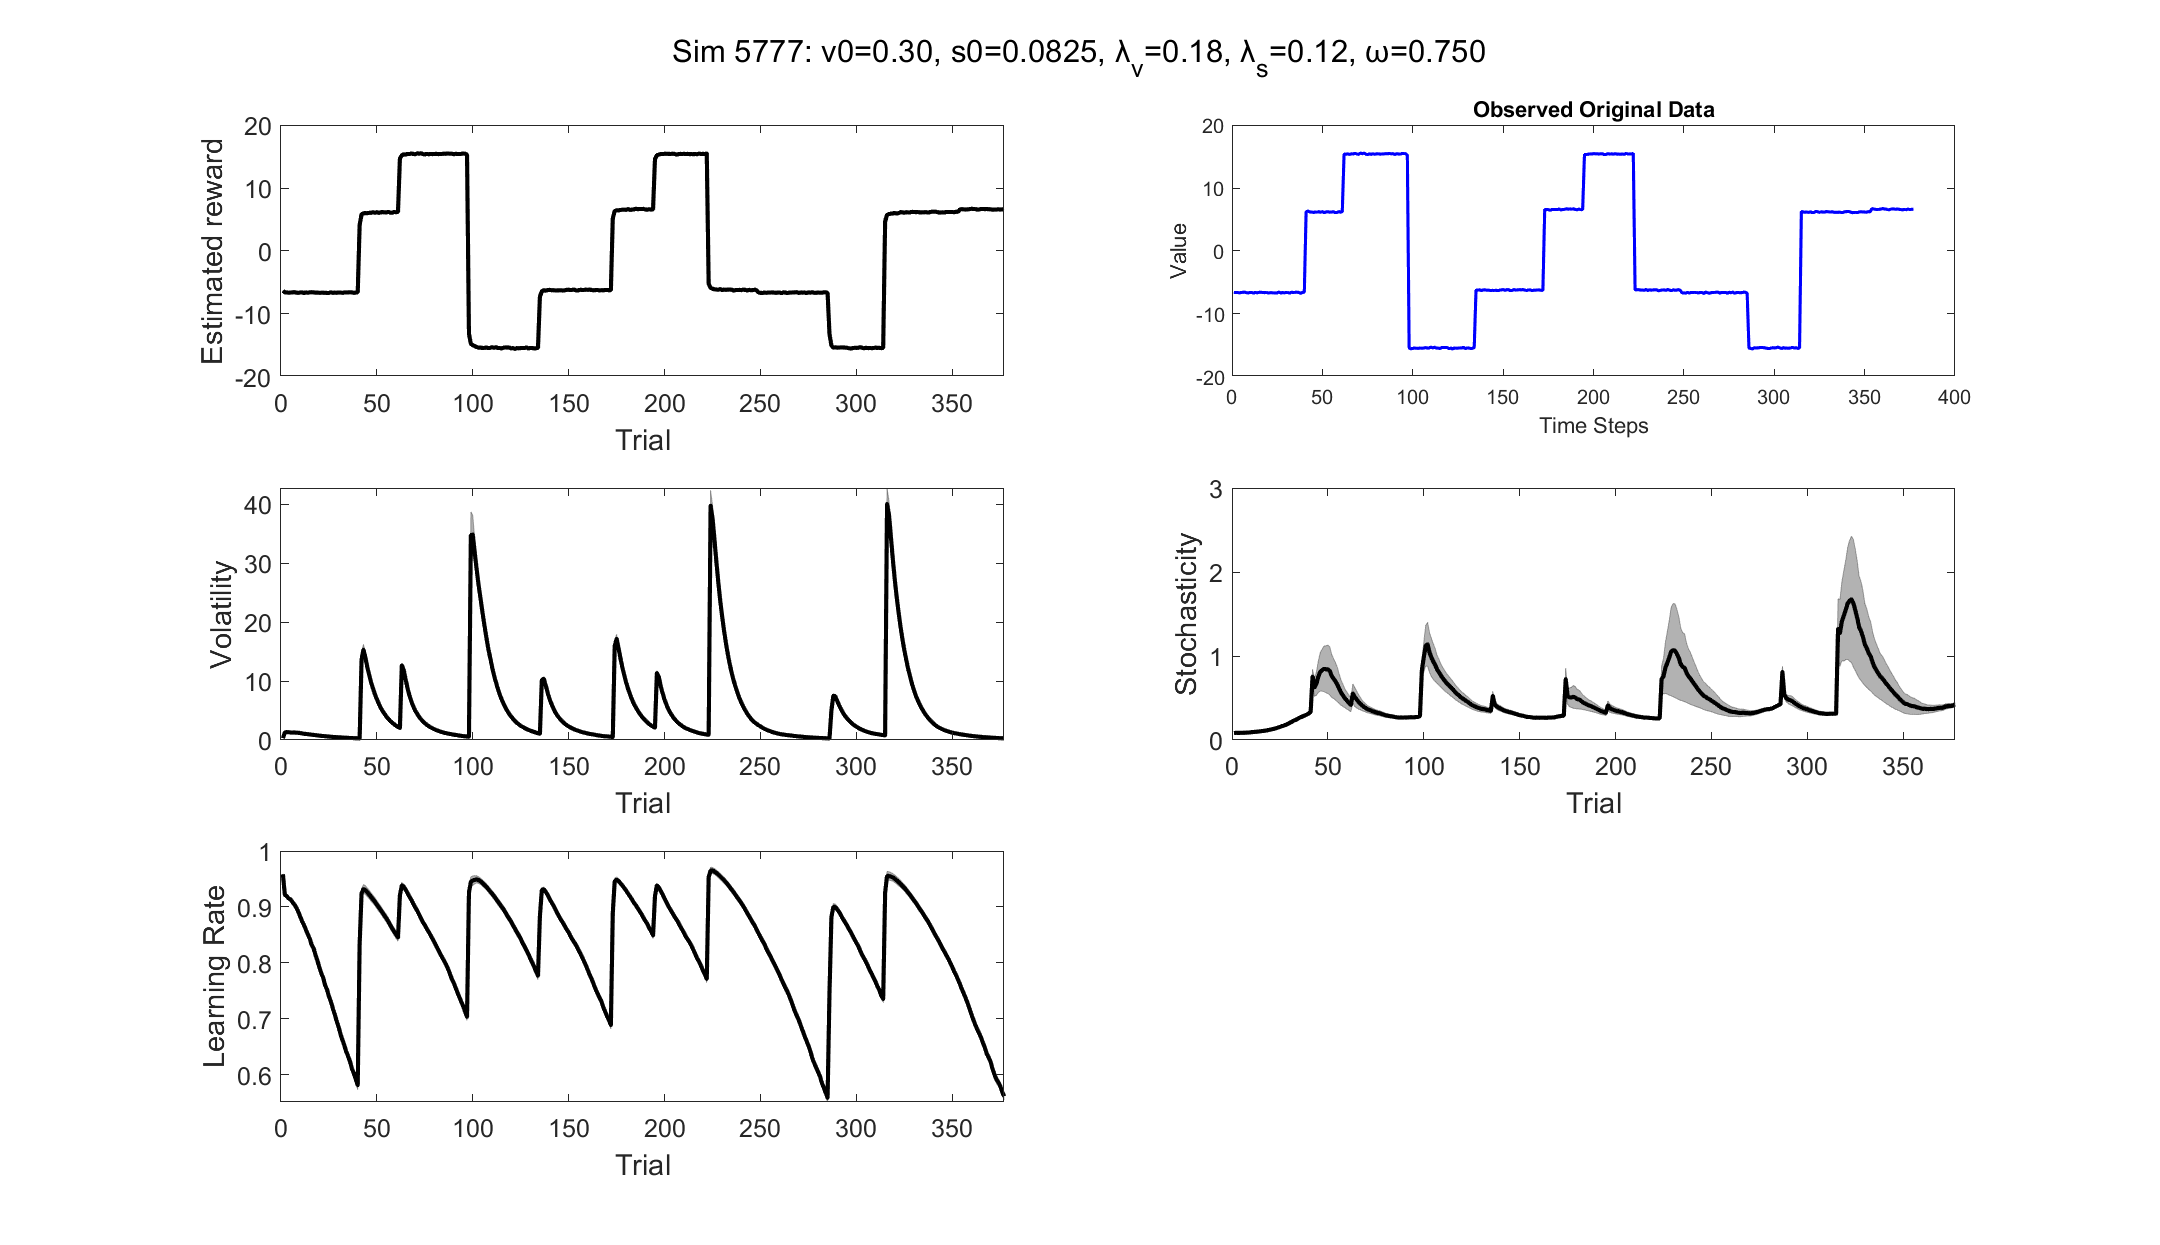 Sim 5777: v0=0.30, s0=0.0825, λ_v=0.18, λ_s=0.12, ω=0.750
Estimated reward
20
10
0
-10
-20
0 50 100 150 200 250 300 350
Trial
Observed Original Data
Value
20
10
0
-10
-20
0 50 100 150 200 250 300 350 400
Time Steps
Volatility
40
30
20
10
0
0 50 100 150 200 250 300 350
Trial
Stochasticity
3
2
1
0
0 50 100 150 200 250 300 350
Trial
Learning Rate
1
0.9
0.8
0.7
0.6
0 50 100 150 200 250 300 350
Trial